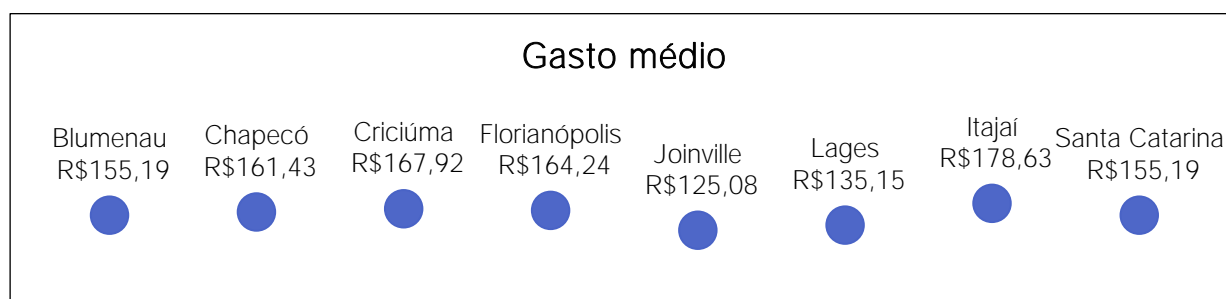 Gasto médio
Blumenau
R$155,19
Chapecó
R$161,43
Criciúma
R$167,92
Florianópolis
R$164,24
Joinville
R$125,08
Lages
R$135,15
Itajaí
R$178,63
Santa Catarina
R$155,19